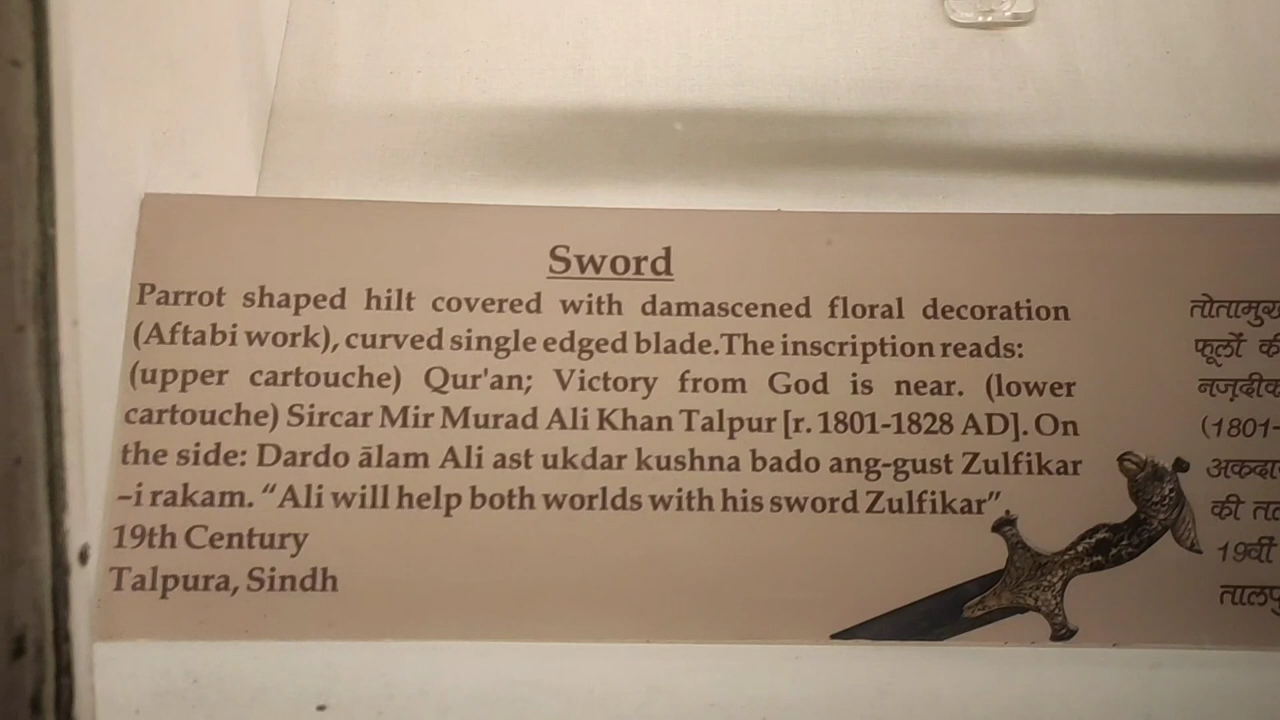 Sword
Parrot shaped hilt covered with damascened floral decoration
(Aftabi work), curved single edged blade.The inscription reads:
(upper cartouche) Qur'an; Victory from God is near. (lower
cartouche) Sircar Mir Murad Ali Khan Talpur [r. 1801-1828 AD]. On
the side: Dardo ālam Ali ast ukdar kushna bado ang-gust Zulfikar
–i rakam. “Ali will help both worlds with his sword Zulfikar”.
19th Century
Talpura, Sindh
फूलों
(1801-
की
19वीं